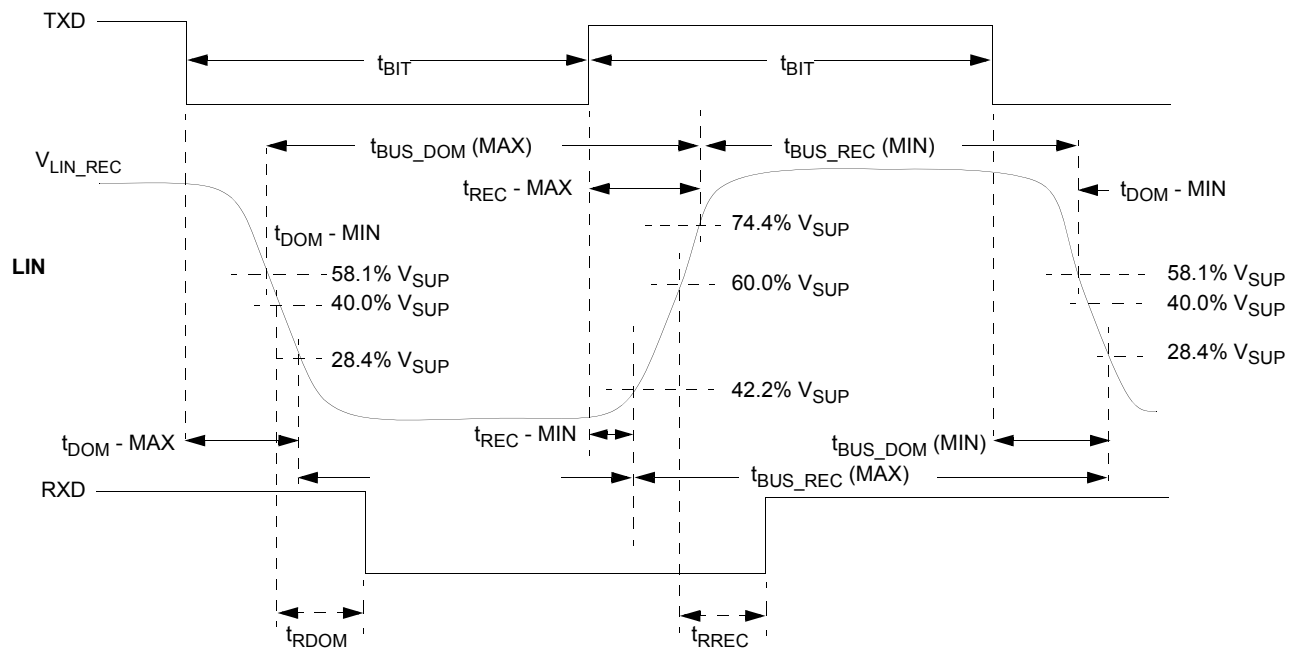 TXD
tBIT
tBIT
tBUS_DOM (MAX)
tBUS_REC (MIN)
VLIN_REC
tREC - MAX
tDOM - MIN
74.4% VSUP
tDOM - MIN
LIN
58.1% VSUP
60.0% VSUP
58.1% VSUP
40.0% VSUP
40.0% VSUP
28.4% VSUP
28.4% VSUP
42.2% VSUP
tDOM - MAX
tREC - MIN
tBUS_DOM (MIN)
tBUS_REC (MAX)
RXD
tRDOM
tRREC